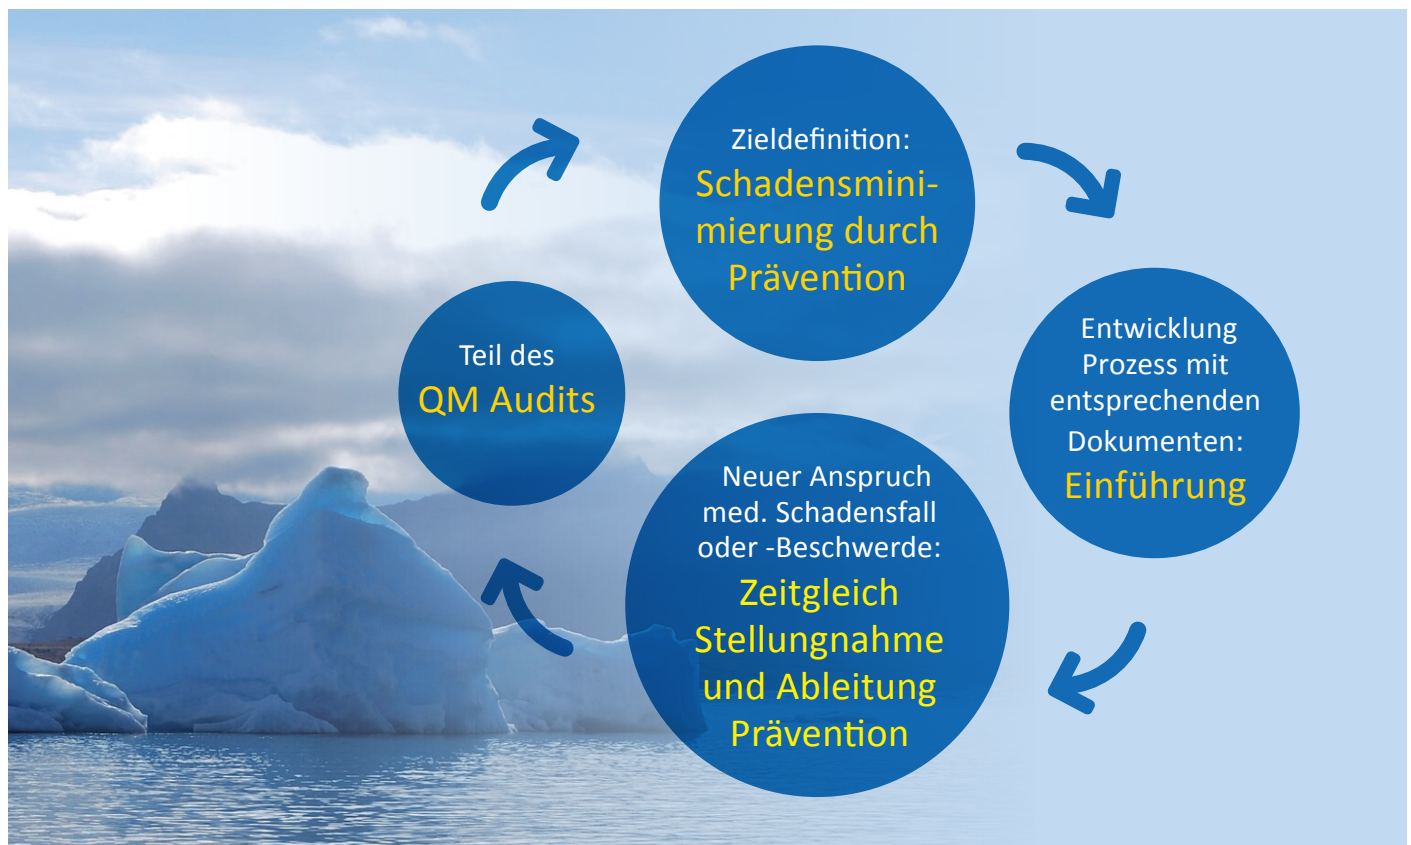 Zieldefinition:
Schadensmini-
mierung durch
Prävention
Entwicklung
Prozess mit
entsprechenden
Dokumenten:
Einführung
Neuer Anspruch
med. Schadensfall
oder -Beschwerde:
Zeitgleich
Stellungnahme
und Ableitung
Prävention
Teil des
QM Audits